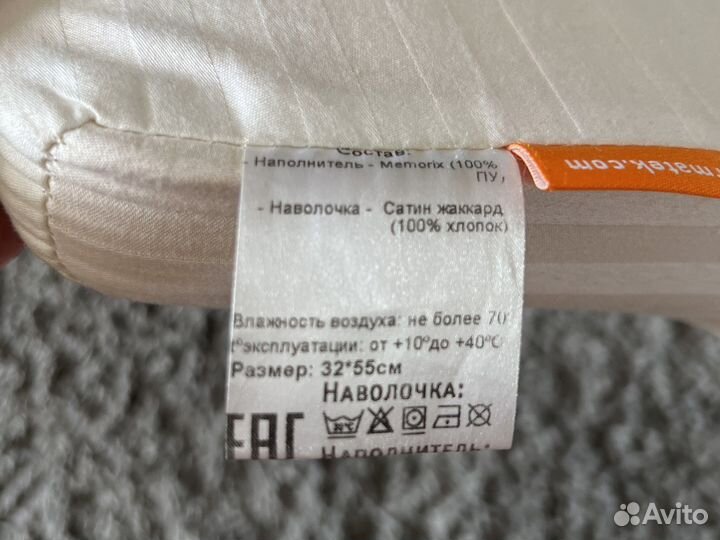 Состав:
- Наполнитель - Memorix (100%
ПУ,
- Наволочка - Сатин жаккард
(100% хлопок)
rmatek.com
Влажность воздуха: не более 70
t°эксплуатации: от +10°до +40°С
Размер: 32*55см
Наволочка:
EAC
Наполнитель:
Avito